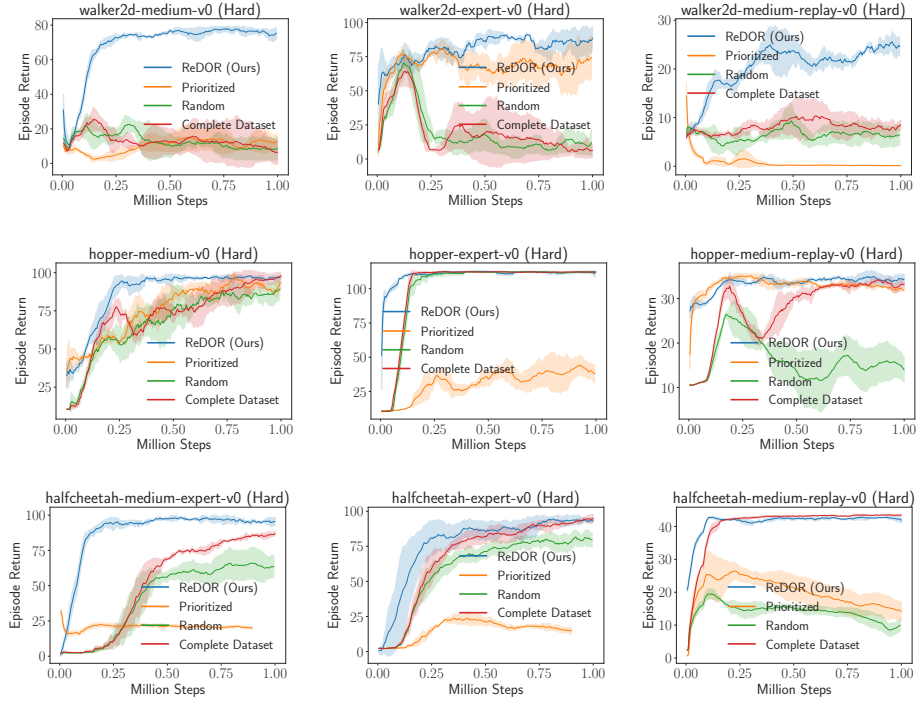 walker2d-medium-v0 (Hard)
Episode Return
80
60
40
20
0
ReDOR (Ours)
Prioritized
Random
Complete Dataset
0.00 0.25 0.50 0.75 1.00
Million Steps
walker2d-expert-v0 (Hard)
Episode Return
100
75
50
25
0
ReDOR (Ours)
Prioritized
Random
Complete Dataset
0.00 0.25 0.50 0.75 1.00
Million Steps
walker2d-medium-replay-v0 (Hard)
Episode Return
30
20
10
0
ReDOR (Ours)
Prioritized
Random
Complete Dataset
0.00 0.25 0.50 0.75 1.00
Million Steps
hopper-medium-v0 (Hard)
Episode Return
100
75
50
25
ReDOR (Ours)
Prioritized
Random
Complete Dataset
0.00 0.25 0.50 0.75 1.00
Million Steps
hopper-expert-v0 (Hard)
Episode Return
100
75
50
25
ReDOR (Ours)
Prioritized
Random
Complete Dataset
0.00 0.25 0.50 0.75 1.00
Million Steps
hopper-medium-replay-v0 (Hard)
Episode Return
30
20
10
ReDOR (Ours)
Prioritized
Random
Complete Dataset
0.00 0.25 0.50 0.75 1.00
Million Steps
halfcheetah-medium-expert-v0 (Hard)
Episode Return
100
75
50
25
0
ReDOR (Ours)
Prioritized
Random
Complete Dataset
0.00 0.25 0.50 0.75 1.00
Million Steps
halfcheetah-expert-v0 (Hard)
Episode Return
100
75
50
25
0
ReDOR (Ours)
Prioritized
Random
Complete Dataset
0.00 0.25 0.50 0.75 1.00
Million Steps
halfcheetah-medium-replay-v0 (Hard)
Episode Return
40
30
20
10
0
ReDOR (Ours)
Prioritized
Random
Complete Dataset
0.00 0.25 0.50 0.75 1.00
Million Steps